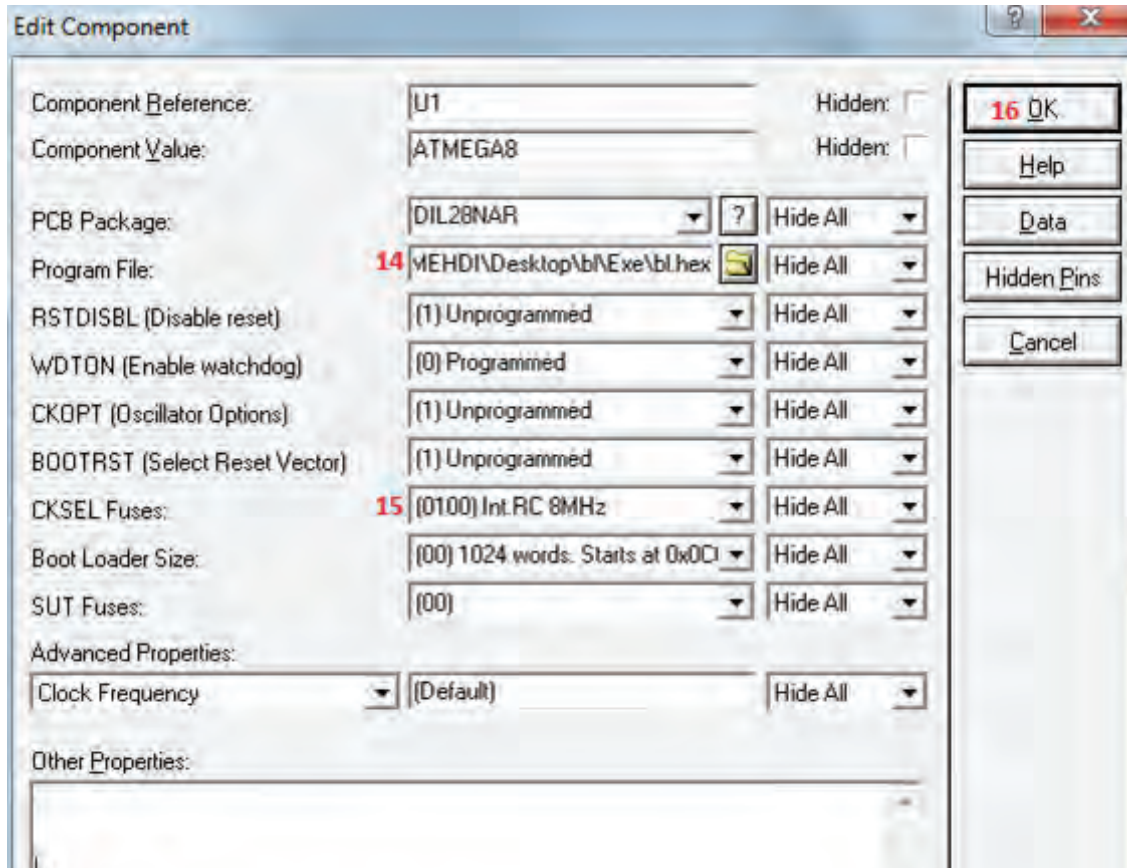 Edit Component
Component Reference: U1 Hidden: 16 OK
Component Value: ATMEGA8 Hidden: Help
PCB Package: DIL28NAR ? Hide All Data
Program File: 14 MEHDI\Desktop\bl\Exe\bl.hex Hide All Hidden Pins
RSTDISBL (Disable reset) (1) Unprogrammed Hide All
WDTON (Enable watchdog) (0) Programmed Hide All Cancel
CKOPT (Oscillator Options) (1) Unprogrammed Hide All
BOOTRST (Select Reset Vector) (1) Unprogrammed Hide All
CKSEL Fuses: 15 (0100) Int.RC 8MHz Hide All
Boot Loader Size: (00) 1024 words. Starts at Hide All
SUT Fuses: (00) Hide All
Advanced Properties:
Clock Frequency (Default) Hide All
Other Properties: